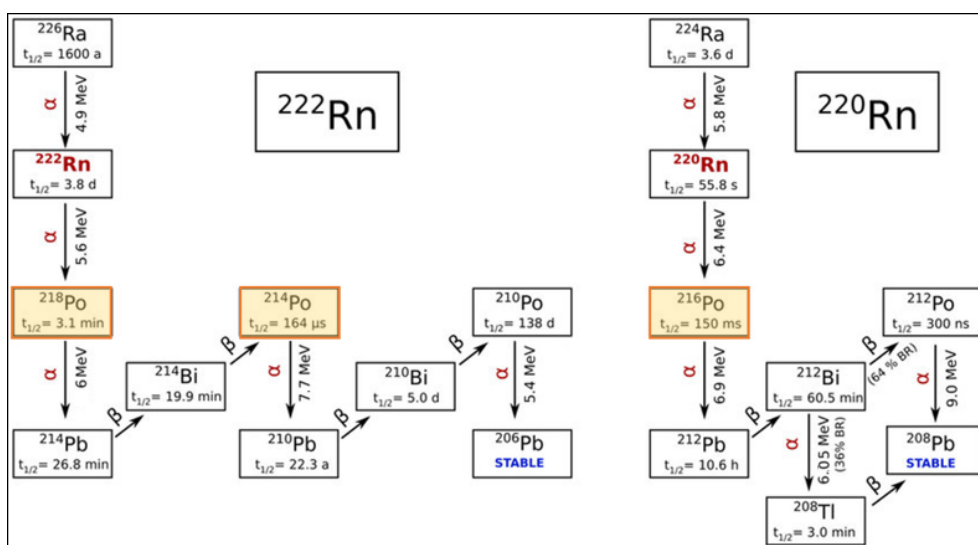 ²²⁶Ra
t₁/₂= 1600 a
α
4.9 MeV
²²²Rn
²²²Rn
t₁/₂= 3.8 d
α
5.6 MeV
²¹⁸Po
t₁/₂= 3.1 min
α
6 MeV
²¹⁴Pb
t₁/₂= 26.8 min
β
²¹⁴Bi
t₁/₂= 19.9 min
β
²¹⁴Po
t₁/₂= 164 µs
α
7.7 MeV
²¹⁰Pb
t₁/₂= 22.3 a
β
²¹⁰Bi
t₁/₂= 5.0 d
β
²¹⁰Po
t₁/₂= 138 d
α
5.4 MeV
²⁰⁶Pb
STABLE
²²⁴Ra
t₁/₂= 3.6 d
α
5.8 MeV
²²⁰Rn
²²⁰Rn
t₁/₂= 55.8 s
α
6.4 MeV
²¹⁶Po
t₁/₂= 150 ms
α
6.9 MeV
²¹²Pb
t₁/₂= 10.6 h
β
²¹²Bi
t₁/₂= 60.5 min
β
(64 % BR)
²¹²Po
t₁/₂= 300 ns
α
9.0 MeV
²⁰⁸Pb
STABLE
α
6.05 MeV
(36% BR)
²⁰⁸Tl
t₁/₂= 3.0 min
β